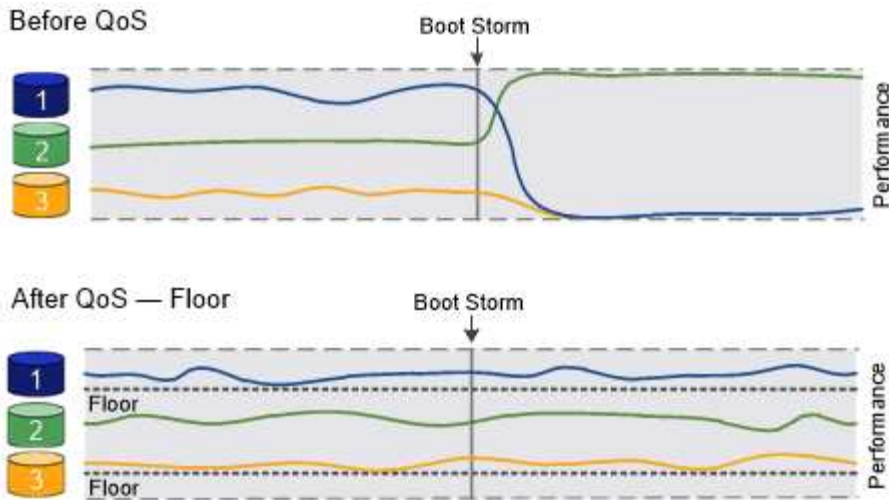 Before QoS
Boot Storm
1
2
3
Performance
After QoS — Floor
Boot Storm
1
Floor
2
3
Floor
Performance